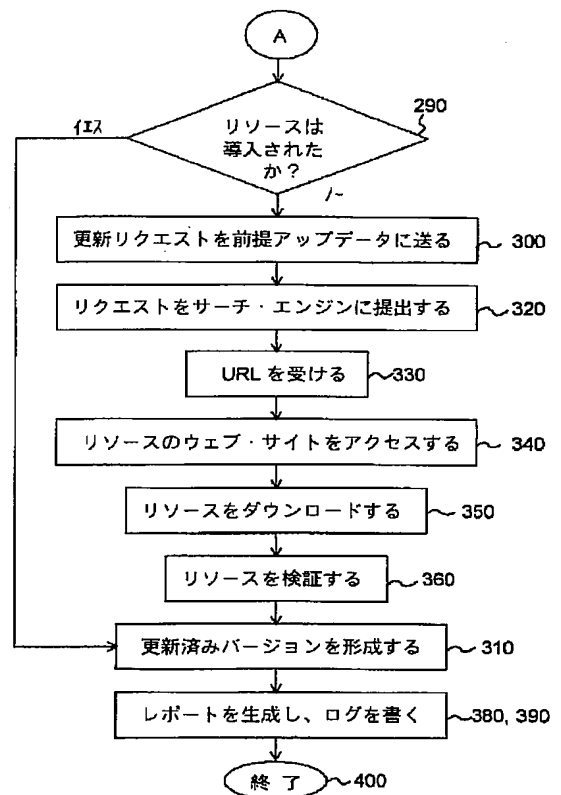 A
290
イエス
リソースは
導入された
か？
ノー
更新リクエストを前提アップデータに送る
300
リクエストをサーチ・エンジンに提出する
320
URL を受ける
330
リソースのウェブ・サイトをアクセスする
340
リソースをダウンロードする
350
リソースを検証する
360
更新済みバージョンを形成する
310
レポートを生成し、ログを書く
380, 390
終 了
400